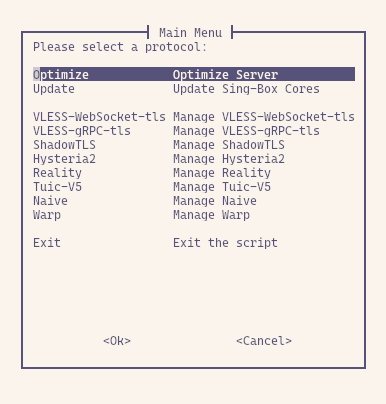 Main Menu
Please select a protocol:
Optimize Optimize Server
Update Update Sing-Box Cores
VLESS-WebSocket-tls Manage VLESS-WebSocket-tls
VLESS-gRPC-tls Manage VLESS-gRPC-tls
ShadowTLS Manage ShadowTLS
Hysteria2 Manage Hysteria2
Reality Manage Reality
Tuic-V5 Manage Tuic-V5
Naive Manage Naive
Warp Manage Warp
Exit Exit the script
<Ok> <Cancel>